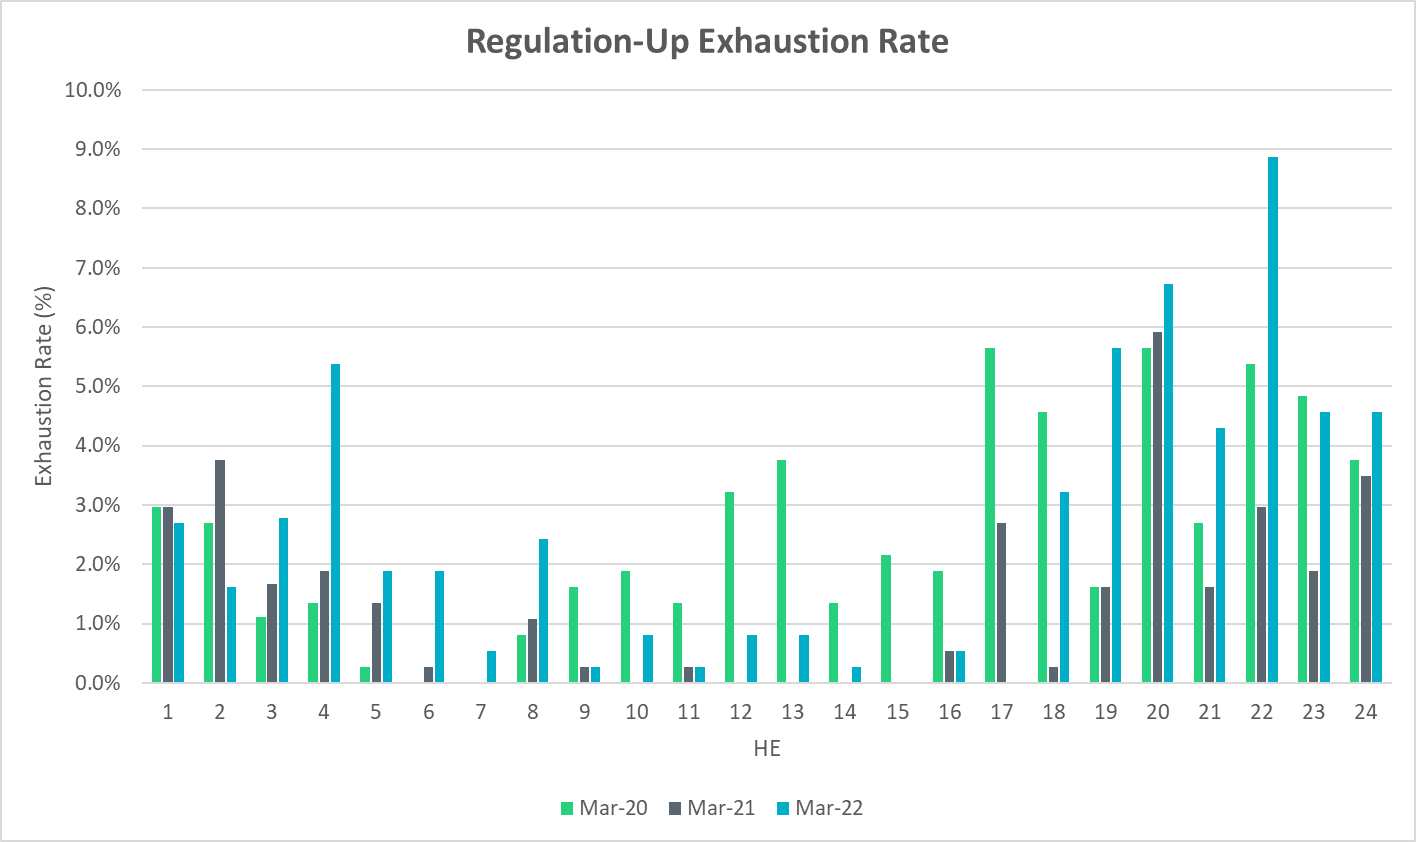 Regulation-Up Exhaustion Rate
10.0%
9.0%
8.0%
7.0%
6.0%
5.0%
4.0%
3.0%
2.0%
1.0%
0.0%
Exhaustion Rate (%)
1 2 3 4 5 6 7 8 9 10 11 12 13 14 15 16 17 18 19 20 21 22 23 24
HE
Mar-20 Mar-21 Mar-22